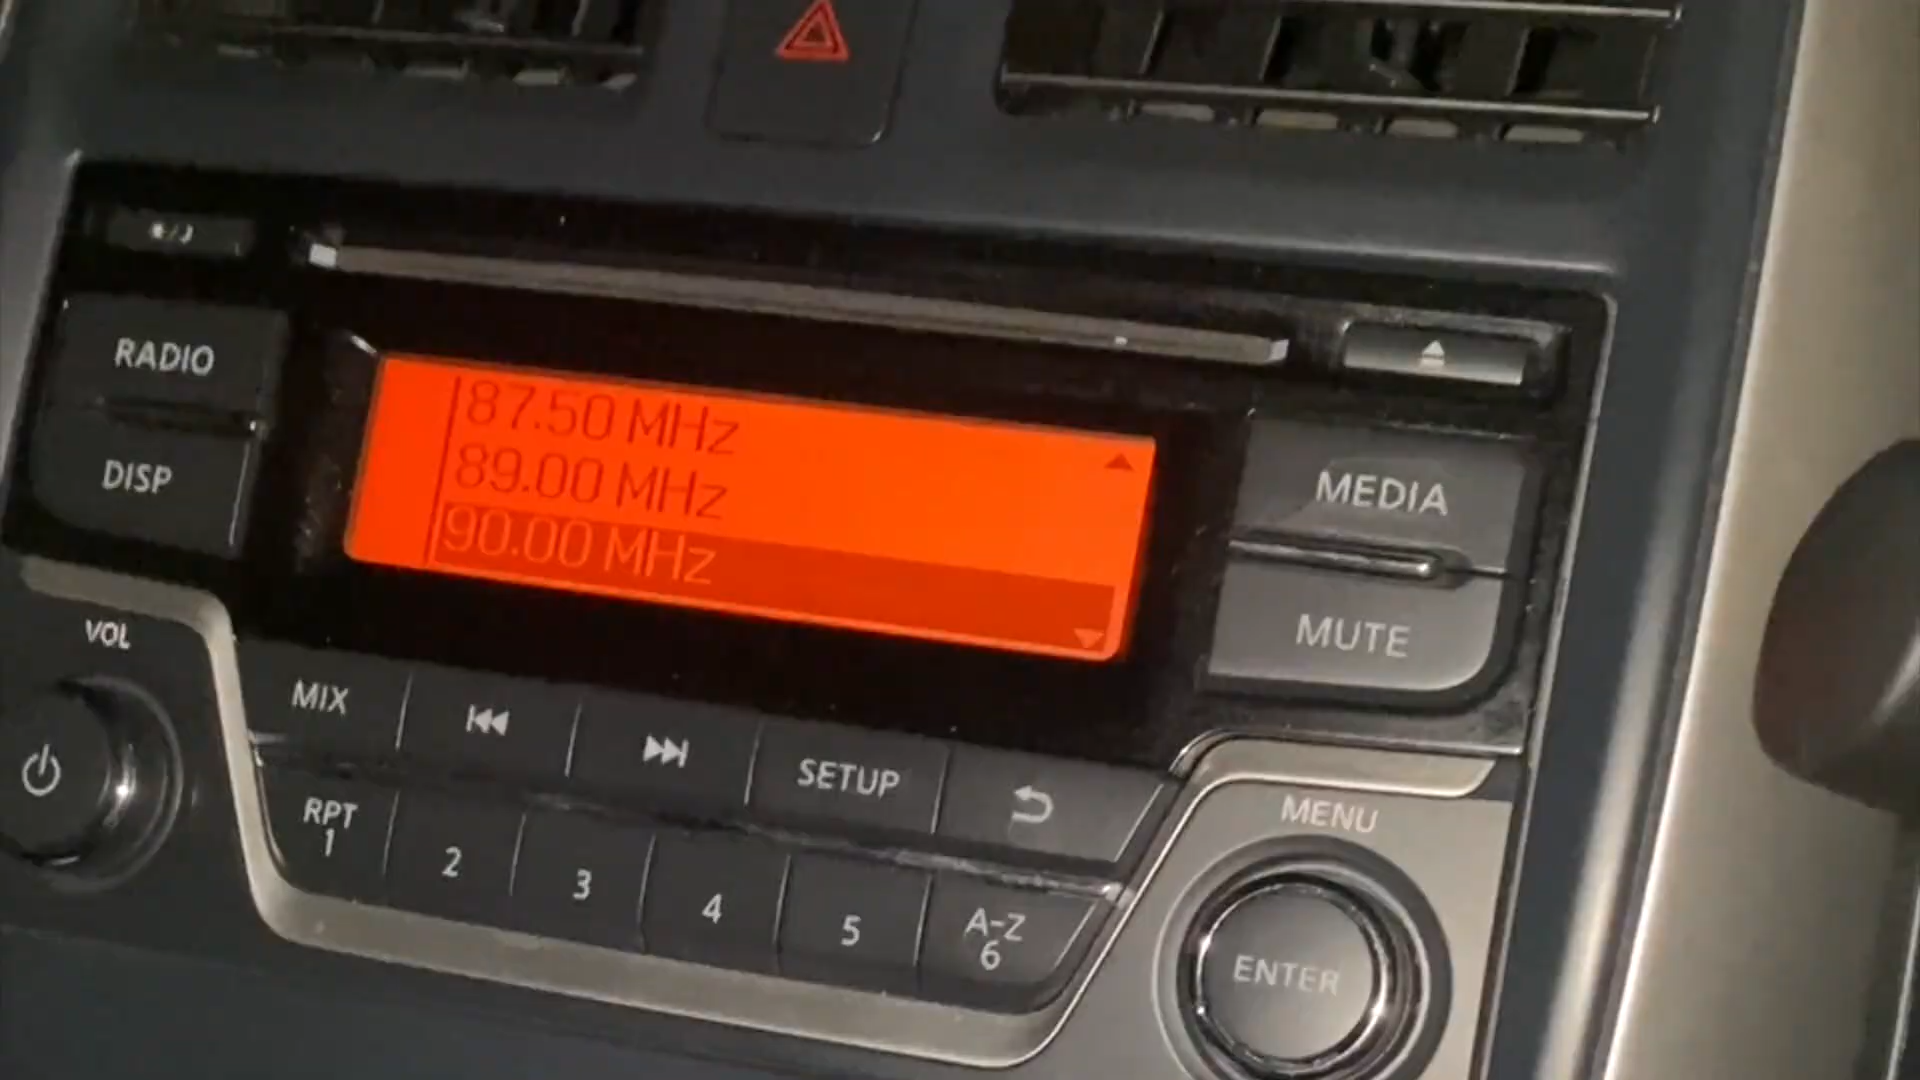 RADIO
DISP
87.50 MHz
89.00 MHz
90.00 MHz
MEDIA
MUTE
VOL
MIX
SETUP
MENU
RPT
1
2
3
4
5
A-Z
6
ENTER